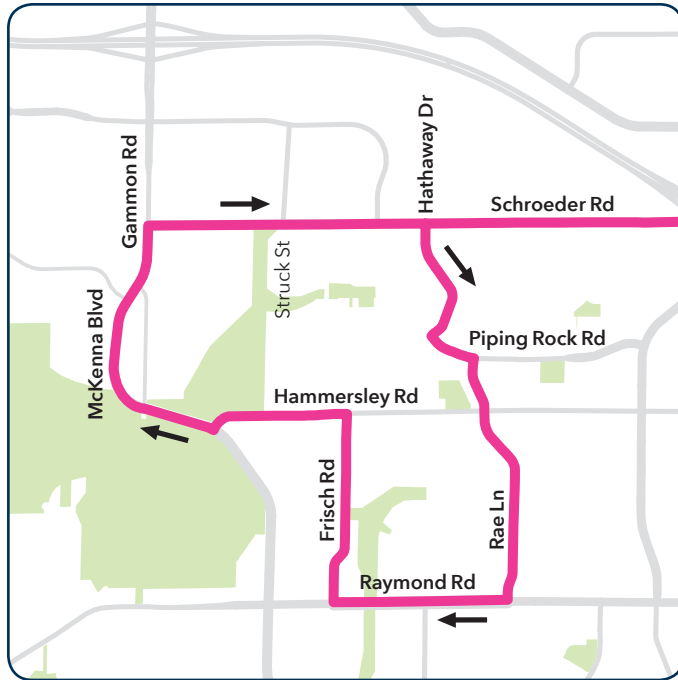 Hathaway Dr
Gammon Rd
Schroeder Rd
Struck St
McKenna Blvd
Piping Rock Rd
Hammersley Rd
Frisch Rd
Rae Ln
Raymond Rd